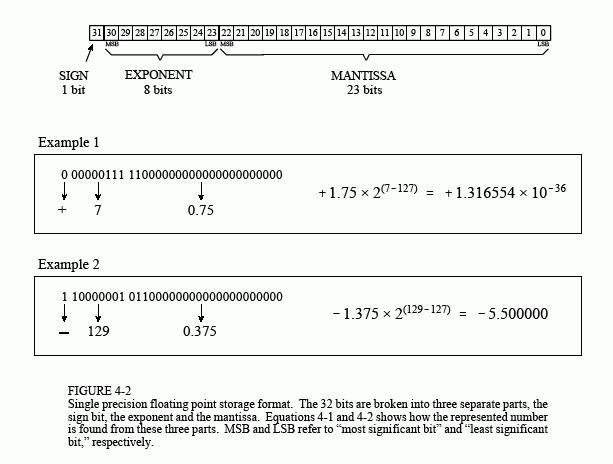 31 30 29 28 27 26 25 24 23 22 21 20 19 18 17 16 15 14 13 12 11 10 9 8 7 6 5 4 3 2 1 0
MSB LSB MSB LSB
SIGN EXPONENT MANTISSA
1 bit 8 bits 23 bits
Example 1
0 00000111 11000000000000000000000
+ 7 0.75
+1.75 × 2^(7−127) = +1.316554 × 10^−36
Example 2
1 10000001 01100000000000000000000
− 129 0.375
−1.375 × 2^(129−127) = −5.500000
FIGURE 4-2
Single precision floating point storage format. The 32 bits are broken into three separate parts, the
sign bit, the exponent and the mantissa. Equations 4-1 and 4-2 shows how the represented number
is found from these three parts. MSB and LSB refer to “most significant bit” and “least significant
bit,” respectively.